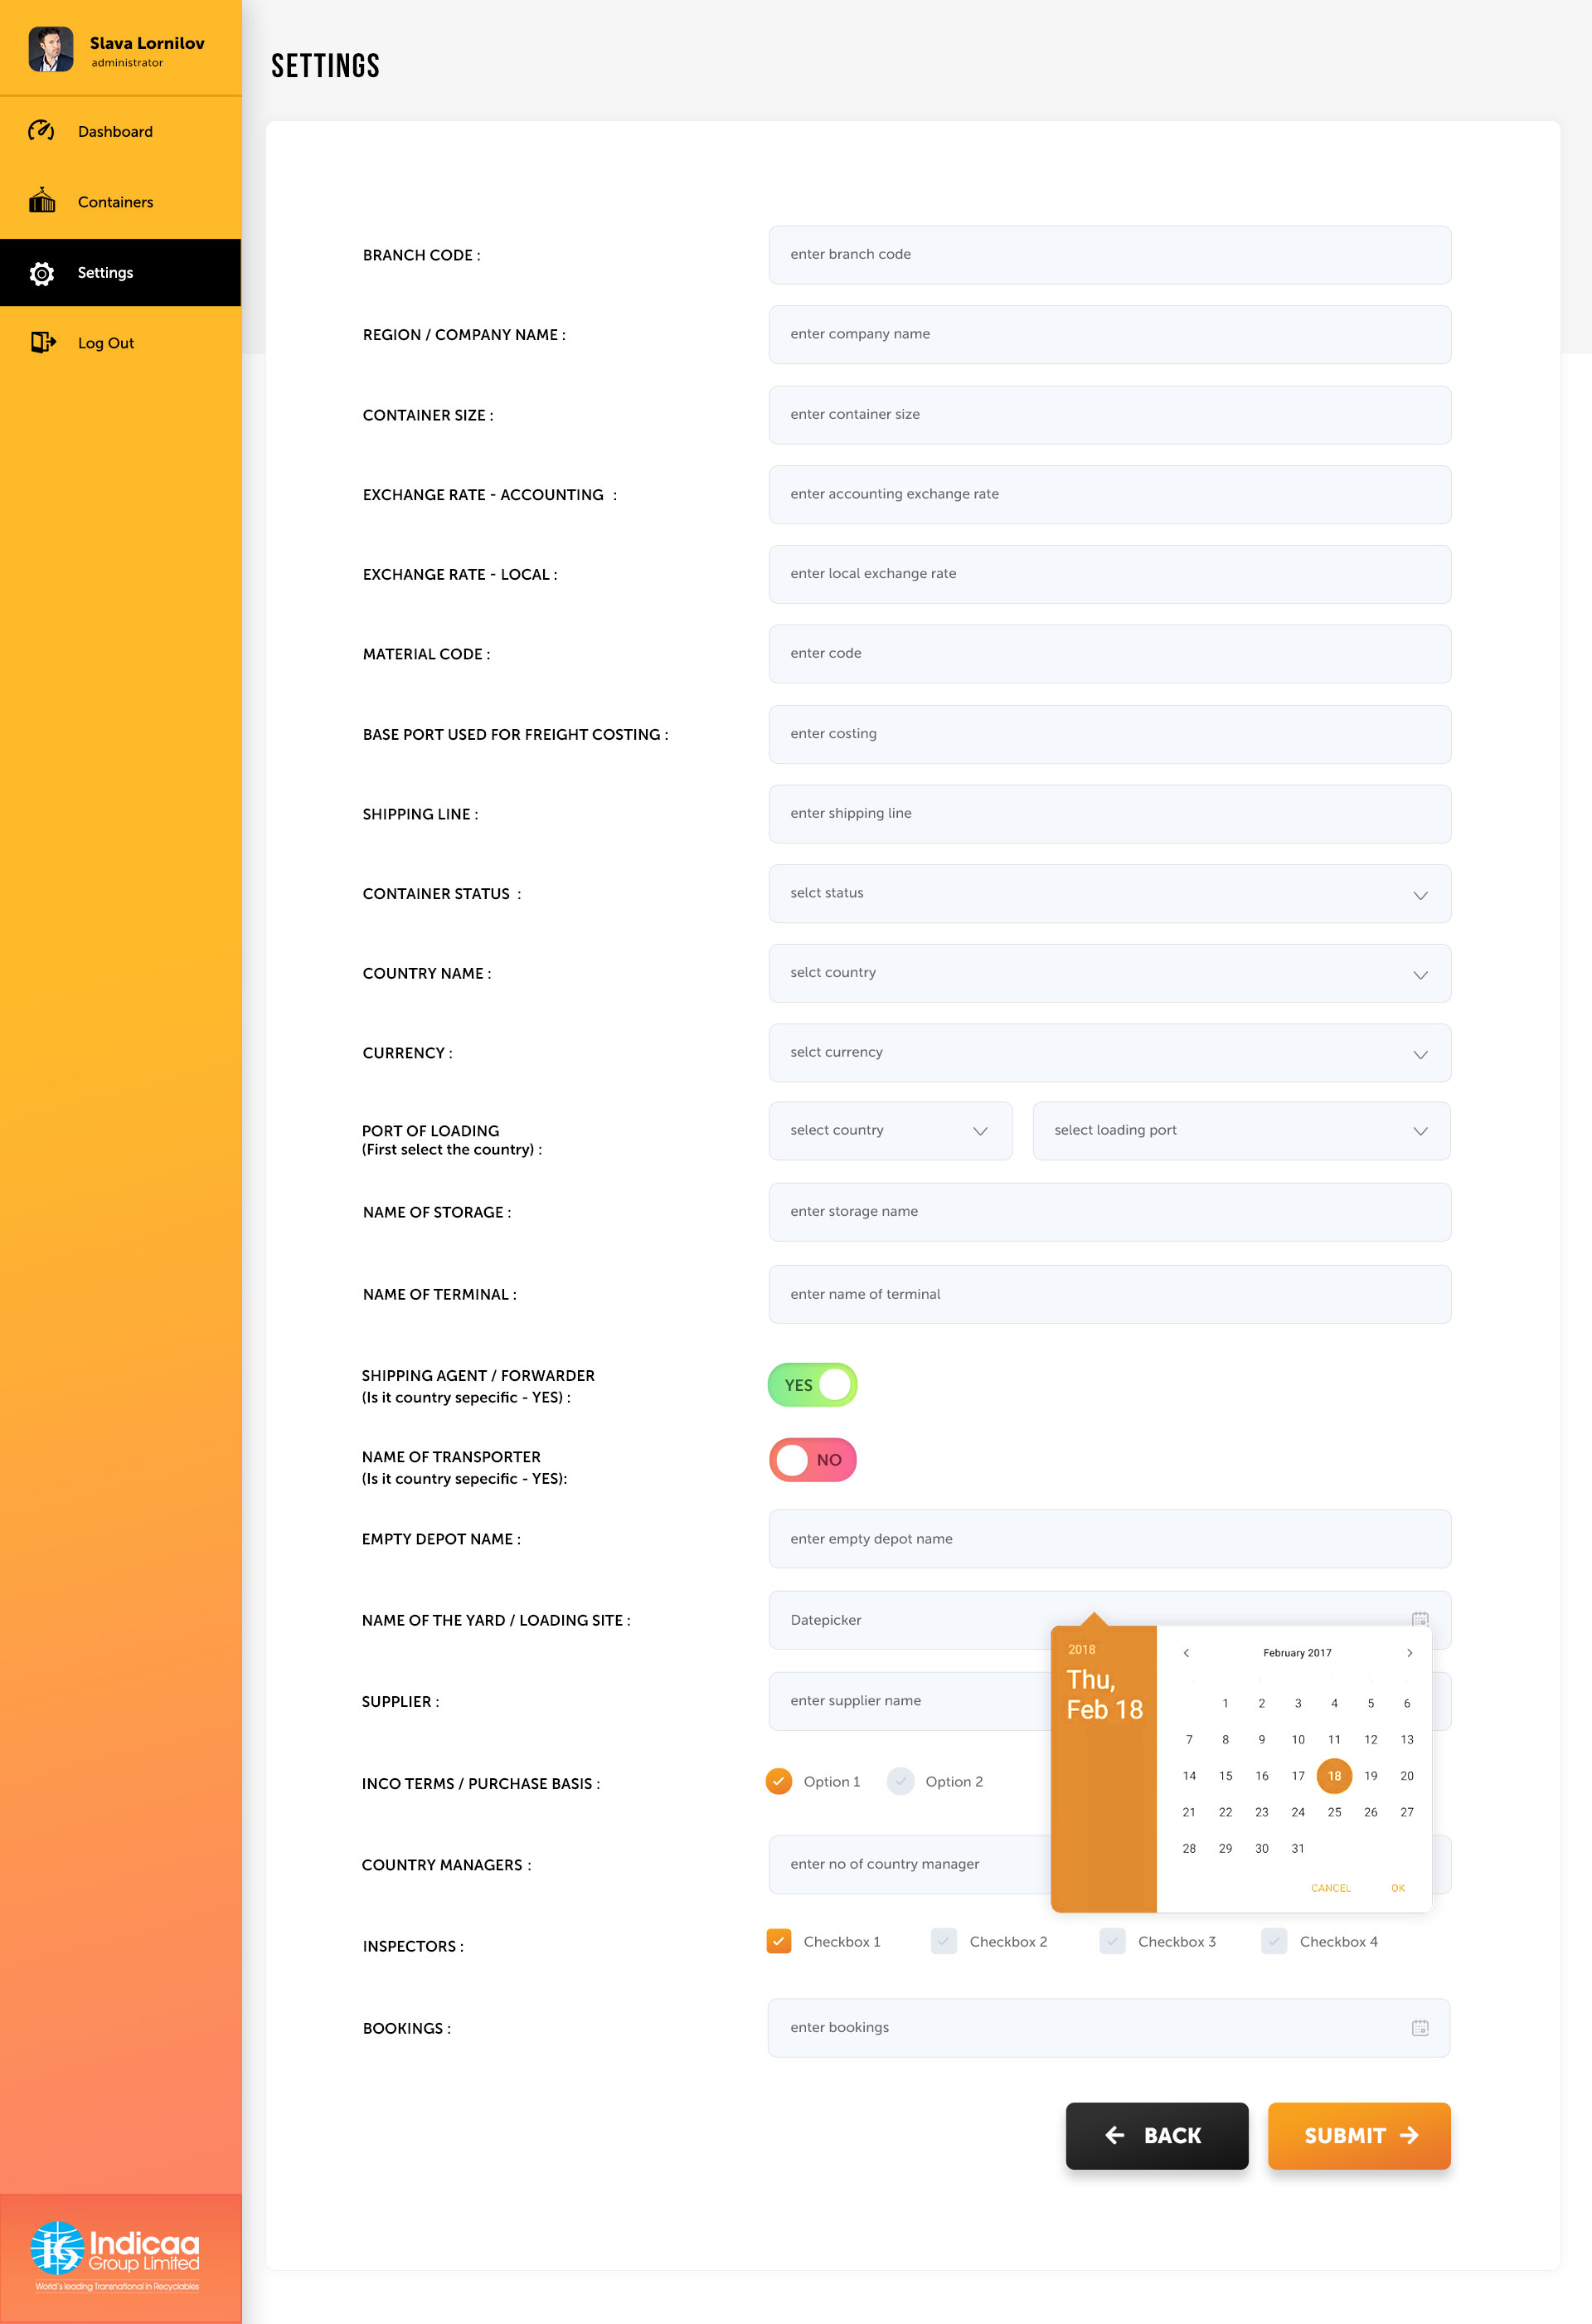 Slava Lornilov
administrator
Dashboard
Containers
Settings
Log Out
Indicaa
Group Limited
World's leading Transnational in Recyclables
SETTINGS
BRANCH CODE :
enter branch code
REGION / COMPANY NAME :
enter company name
CONTAINER SIZE :
enter container size
EXCHANGE RATE - ACCOUNTING :
enter accounting exchange rate
EXCHANGE RATE - LOCAL :
enter local exchange rate
MATERIAL CODE :
enter code
BASE PORT USED FOR FREIGHT COSTING :
enter costing
SHIPPING LINE :
enter shipping line
CONTAINER STATUS :
selct status
COUNTRY NAME :
selct country
CURRENCY :
selct currency
PORT OF LOADING
(First select the country) :
select country
select loading port
NAME OF STORAGE :
enter storage name
NAME OF TERMINAL :
enter name of terminal
SHIPPING AGENT / FORWARDER
(Is it country sepecific - YES) :
YES
NAME OF TRANSPORTER
(Is it country sepecific - YES):
NO
EMPTY DEPOT NAME :
enter empty depot name
NAME OF THE YARD / LOADING SITE :
Datepicker
2018
Thu,
Feb 18
February 2017
1 2 3 4 5 6
7 8 9 10 11 12 13
14 15 16 17 18 19 20
21 22 23 24 25 26 27
28 29 30 31
CANCEL OK
SUPPLIER :
enter supplier name
INCO TERMS / PURCHASE BASIS :
Option 1 Option 2
COUNTRY MANAGERS :
enter no of country manager
INSPECTORS :
Checkbox 1 Checkbox 2 Checkbox 3 Checkbox 4
BOOKINGS :
enter bookings
BACK
SUBMIT